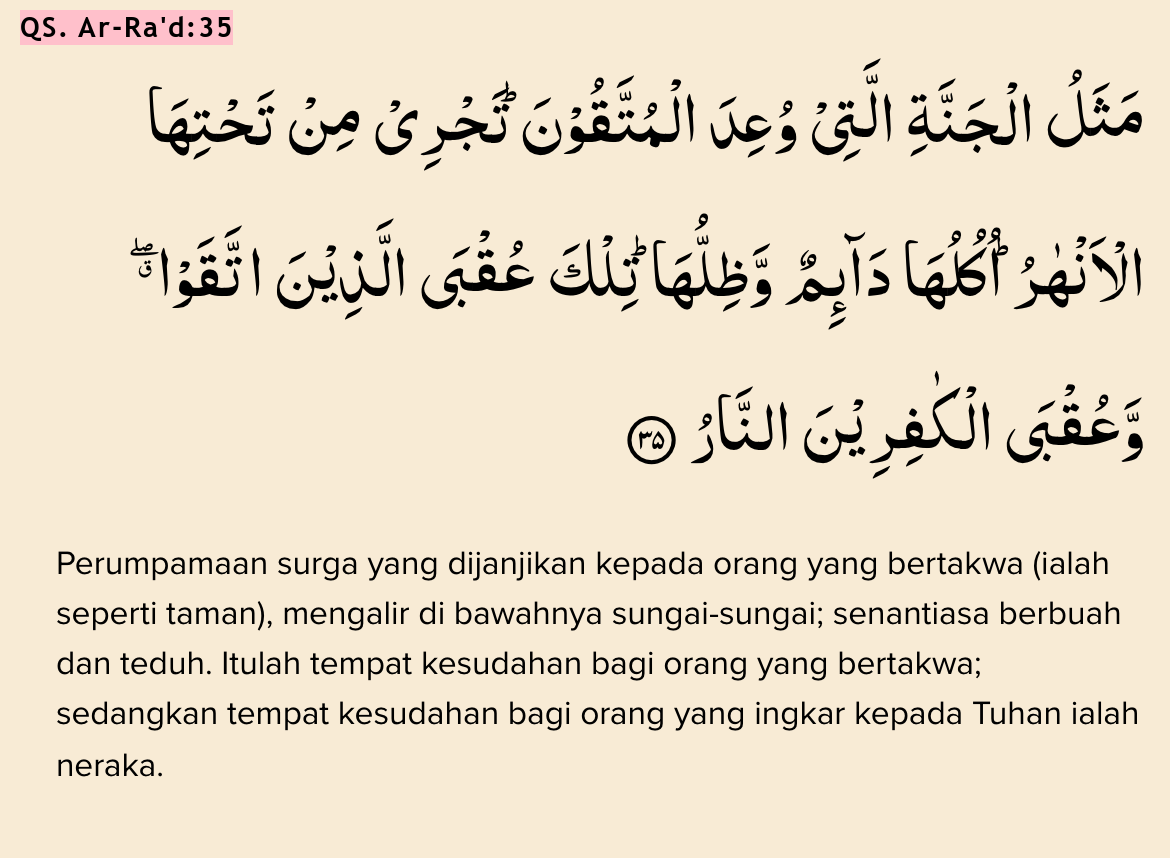 QS. Ar-Ra'd:35
مَثَلُ الْجَنَّةِ الَّتِيْ وُعِدَ الْمُتَّقُوْنَۗ تَجْرِيْ مِنْ تَحْتِهَا
الْاَنْهٰرُۗ اُكُلُهَا دَاۤىِٕمٌ وَّظِلُّهَاۗ تِلْكَ عُقْبَى الَّذِيْنَ اتَّقَوْاۖ
وَّعُقْبَى الْكٰفِرِيْنَ النَّارُ ۝٣٥
Perumpamaan surga yang dijanjikan kepada orang yang bertakwa (ialah
seperti taman), mengalir di bawahnya sungai-sungai; senantiasa berbuah
dan teduh. Itulah tempat kesudahan bagi orang yang bertakwa;
sedangkan tempat kesudahan bagi orang yang ingkar kepada Tuhan ialah
neraka.